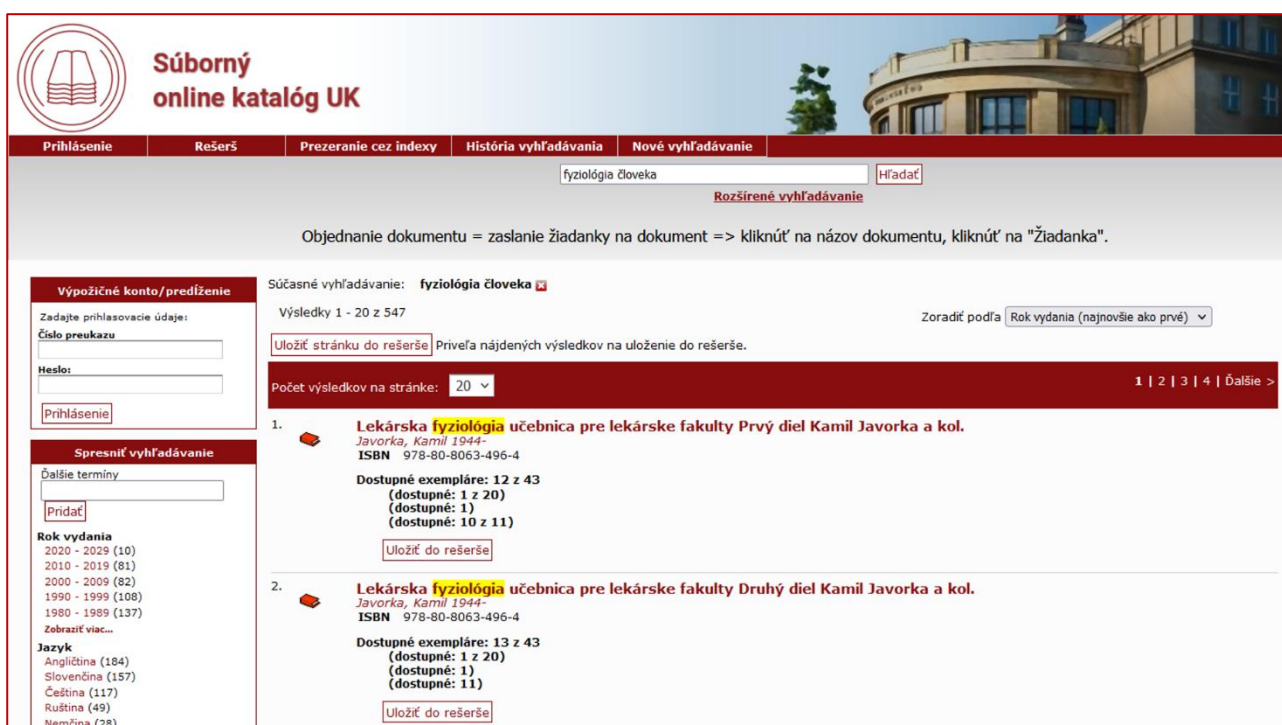 Súborný
online katalóg UK
Prihlásenie Rešerš Prezeranie cez indexy História vyhľadávania Nové vyhľadávanie
fyziológia človeka Hľadať
Rozšírené vyhľadávanie
Objednanie dokumentu = zaslanie žiadanky na dokument => kliknúť na názov dokumentu, kliknúť na "Žiadanka".
Výpožičné konto/predĺženie
Zadajte prihlasovacie údaje:
Číslo preukazu
Heslo:
Prihlásenie
Spresniť vyhľadávanie
Ďalšie termíny
Pridať
Rok vydania
2020 - 2029 (10)
2010 - 2019 (81)
2000 - 2009 (82)
1990 - 1999 (108)
1980 - 1989 (137)
Zobraziť viac...
Jazyk
Angličtina (184)
Slovenčina (157)
Čeština (117)
Ruština (49)
Nemčina (28)
Súčasné vyhľadávanie: fyziológia človeka
Výsledky 1 - 20 z 547
Zoradiť podľa Rok vydania (najnovšie ako prvé)
Uložiť stránku do rešerše Priveľa nájdených výsledkov na uloženie do rešerše.
Počet výsledkov na stránke: 20
1 | 2 | 3 | 4 | Ďalšie >
1. Lekárska fyziológia učebnica pre lekárske fakulty Prvý diel Kamil Javorka a kol.
Javorka, Kamil 1944-
ISBN 978-80-8063-496-4
Dostupné exempláre: 12 z 43
(dostupné: 1 z 20)
(dostupné: 1)
(dostupné: 10 z 11)
Uložiť do rešerše
2. Lekárska fyziológia učebnica pre lekárske fakulty Druhý diel Kamil Javorka a kol.
Javorka, Kamil 1944-
ISBN 978-80-8063-496-4
Dostupné exempláre: 13 z 43
(dostupné: 1 z 20)
(dostupné: 1)
(dostupné: 11)
Uložiť do rešerše